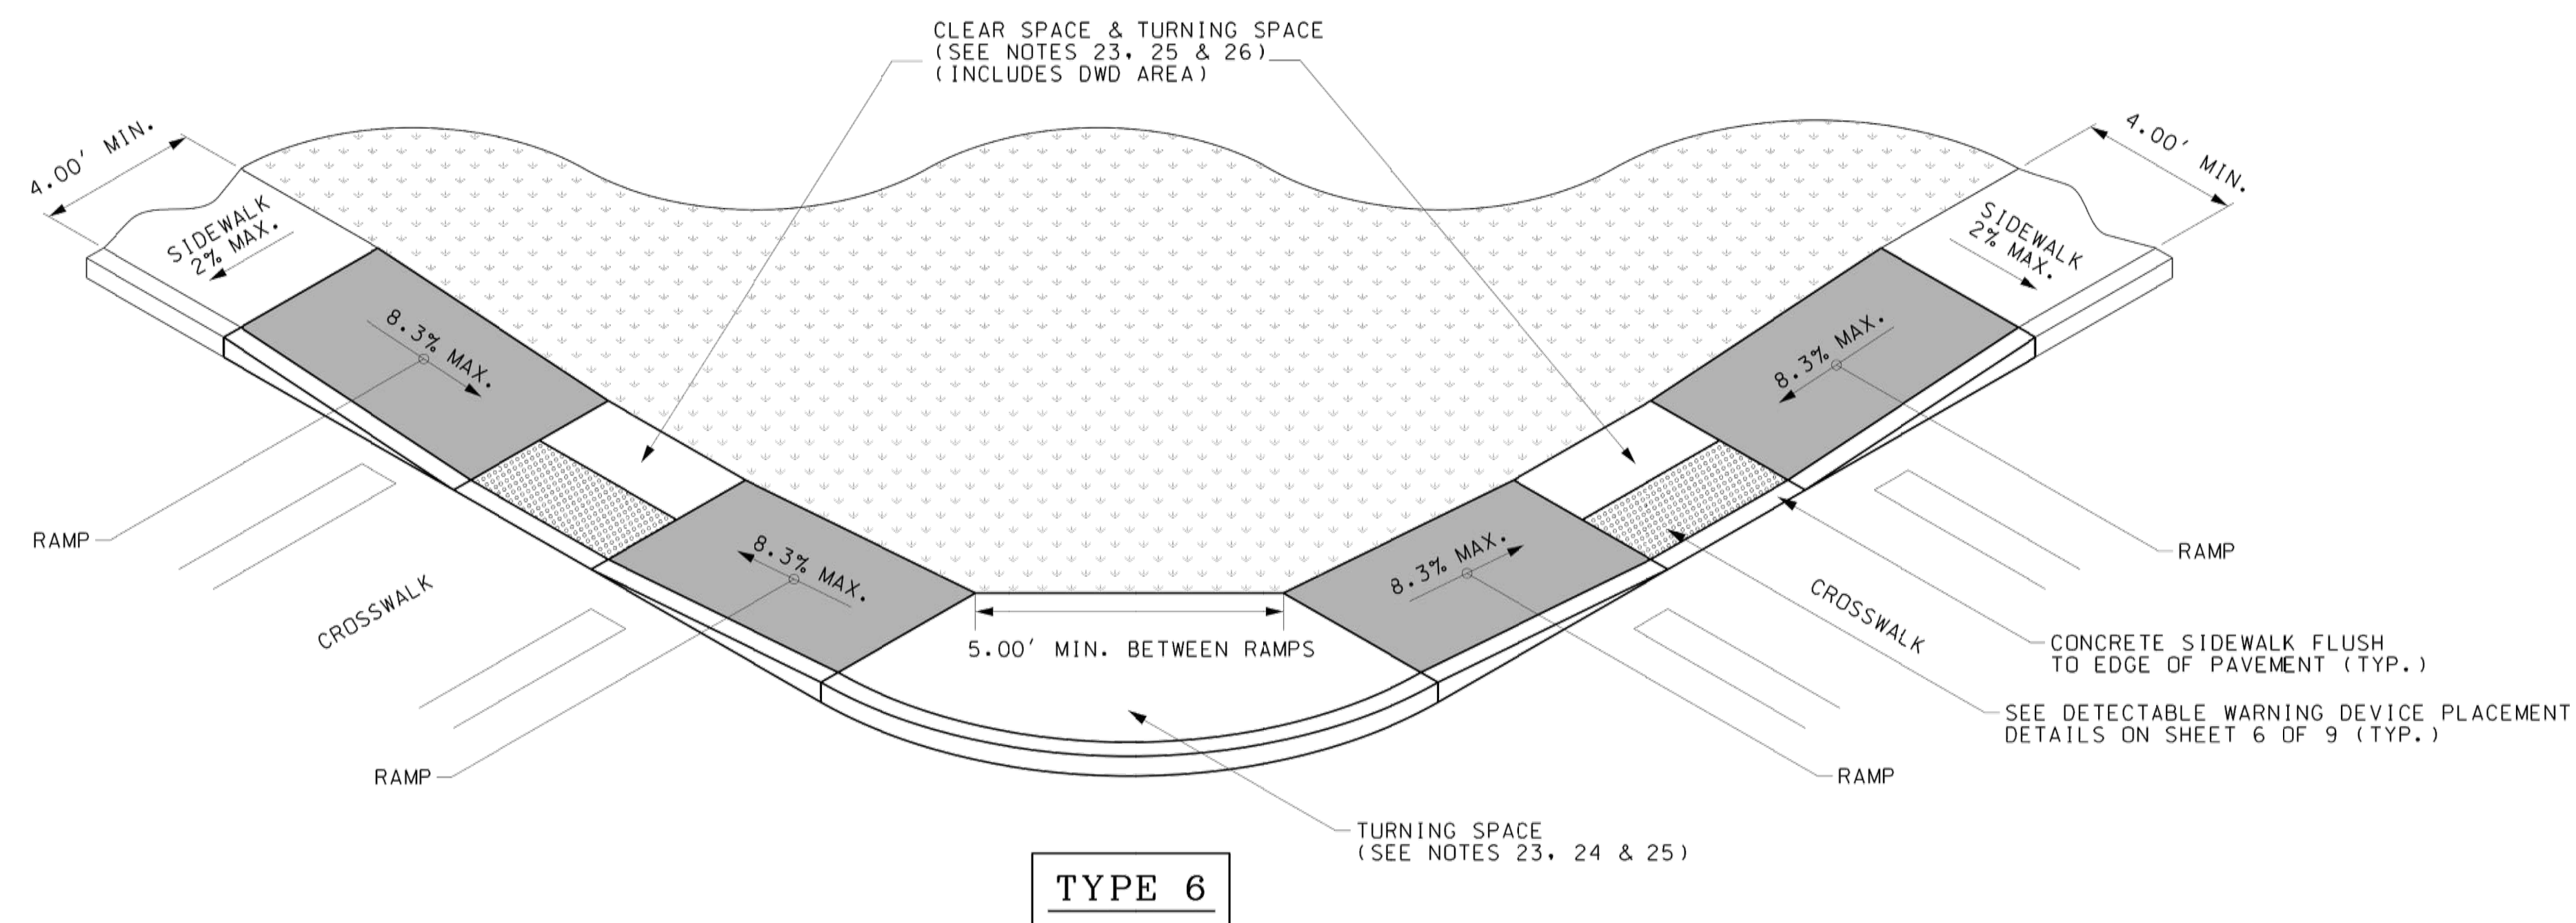 CLEAR SPACE & TURNING SPACE
(SEE NOTES 23, 25 & 26)
(INCLUDES DWD AREA)
4.00' MIN.
4.00' MIN.
SIDEWALK
2% MAX.
SIDEWALK
2% MAX.
8.3% MAX.
8.3% MAX.
8.3% MAX.
8.3% MAX.
RAMP
RAMP
CROSSWALK
CROSSWALK
5.00' MIN. BETWEEN RAMPS
CONCRETE SIDEWALK FLUSH
TO EDGE OF PAVEMENT (TYP.)
SEE DETECTABLE WARNING DEVICE PLACEMENT
DETAILS ON SHEET 6 OF 9 (TYP.)
RAMP
RAMP
TURNING SPACE
(SEE NOTES 23, 24 & 25)
TYPE 6